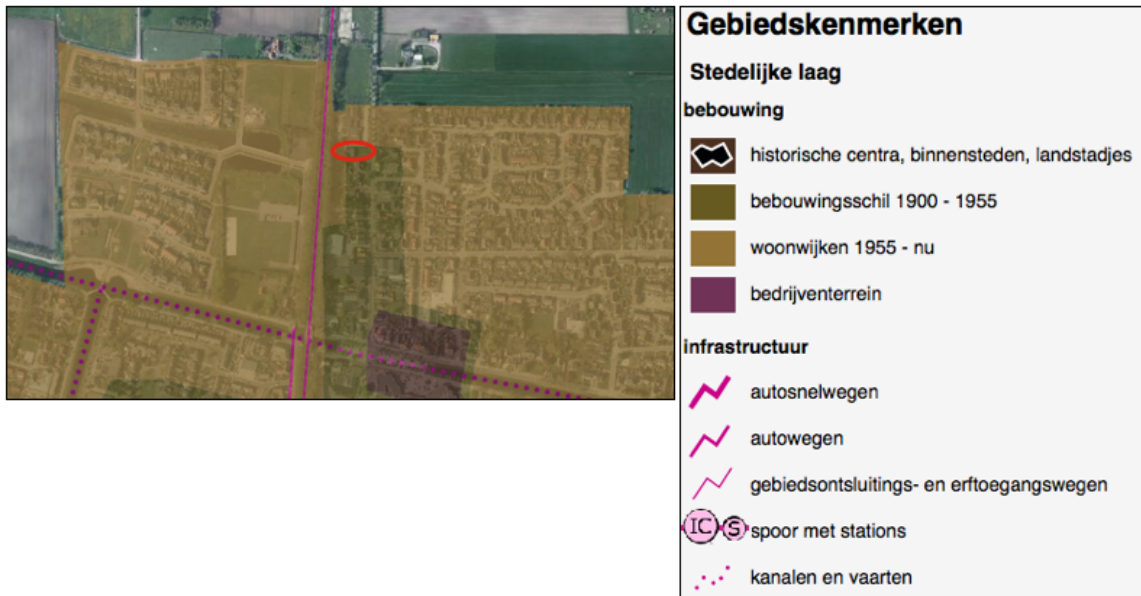 Gebiedskenmerken
Stedelijke laag
bebouwing
historische centra, binnensteden, landstadjes
bebouwingsschil 1900 - 1955
woonwijken 1955 - nu
bedrijventerrein
infrastructuur
autosnelwegen
autowegen
gebiedsontsluitings- en erftoegangswegen
IC S spoor met stations
kanalen en vaarten